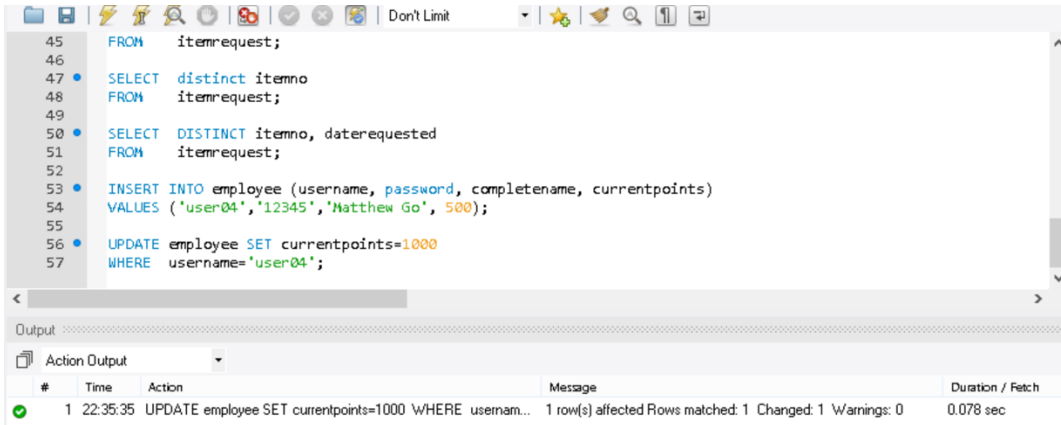 Don't Limit
45 FROM itemrequest;
46
47 SELECT distinct itemno
48 FROM itemrequest;
49
50 SELECT DISTINCT itemno, daterequested
51 FROM itemrequest;
52
53 INSERT INTO employee (username, password, completename, currentpoints)
54 VALUES ('user04','12345','Matthew Go', 500);
55
56 UPDATE employee SET currentpoints=1000
57 WHERE username='user04';
Output
Action Output
# Time Action Message Duration / Fetch
1 22:35:35 UPDATE employee SET currentpoints=1000 WHERE usernam... 1 row(s) affected Rows matched: 1 Changed: 1 Warnings: 0 0.078 sec